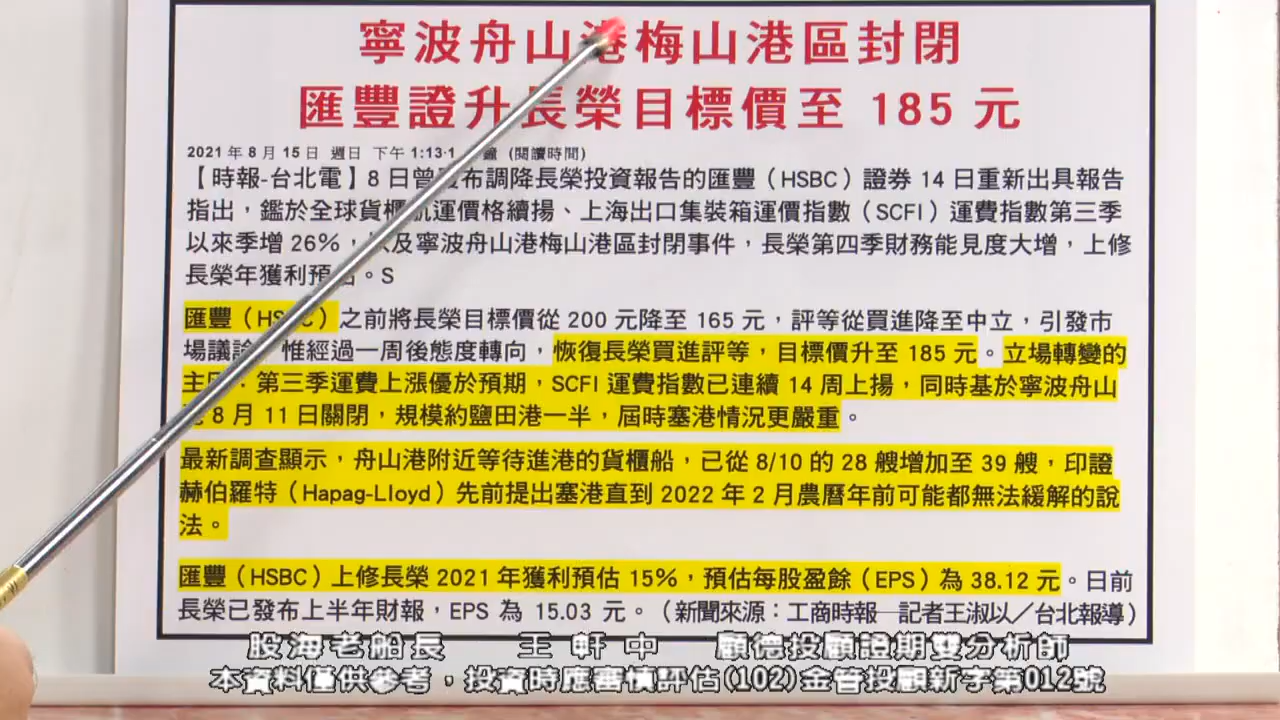 寧波舟山港梅山港區封閉
匯豐證升長榮目標價至 185 元
2021 年 8 月 15 日 週日 下午 1:13·1 鐘 (閱讀時間)
【時報-台北電】8 日曾發布調降長榮投資報告的匯豐（HSBC）證券 14 日重新出具報告
指出，鑑於全球貨櫃航運價格續揚、上海出口集裝箱運價指數（SCFI）運費指數第三季
以來季增 26%，以及寧波舟山港梅山港區封閉事件，長榮第四季財務能見度大增，上修
長榮年獲利預估。S
匯豐（HSBC）之前將長榮目標價從 200 元降至 165 元，評等從買進降至中立，引發市
場議論，惟經過一周後態度轉向，恢復長榮買進評等，目標價升至 185 元。立場轉變的
主因：第三季運費上漲優於預期，SCFI 運費指數已連續 14 周上揚，同時基於寧波舟山
8 月 11 日關閉，規模約鹽田港一半，屆時塞港情況更嚴重。
最新調查顯示，舟山港附近等待進港的貨櫃船，已從 8/10 的 28 艘增加至 39 艘，印證
赫伯羅特（Hapag-Lloyd）先前提出塞港直到 2022 年 2 月農曆年前可能都無法緩解的說
法。
匯豐（HSBC）上修長榮 2021 年獲利預估 15%，預估每股盈餘（EPS）為 38.12 元。日前
長榮已發布上半年財報，EPS 為 15.03 元。（新聞來源：工商時報─記者王淑以／台北報導）
股海老船長 王軒中 顧德投顧證期雙分析師
本資料僅供參考，投資時應審慎評估(102)金管投顧新字第012號